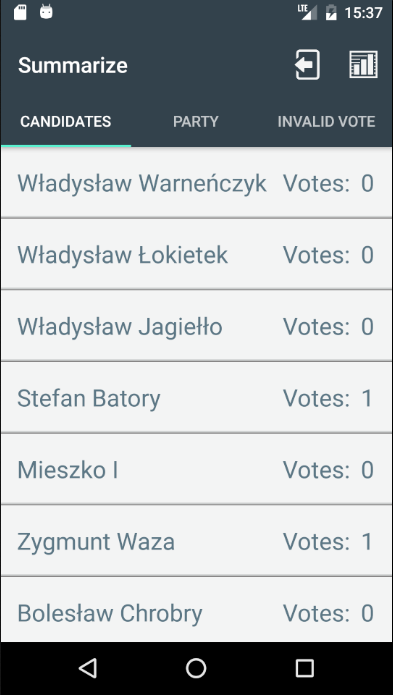 LTE 15:37
Summarize
CANDIDATES PARTY INVALID VOTE
Władysław Warneńczyk Votes: 0
Władysław Łokietek Votes: 0
Władysław Jagiełło Votes: 0
Stefan Batory Votes: 1
Mieszko I Votes: 0
Zygmunt Waza Votes: 1
Bolesław Chrobry Votes: 0